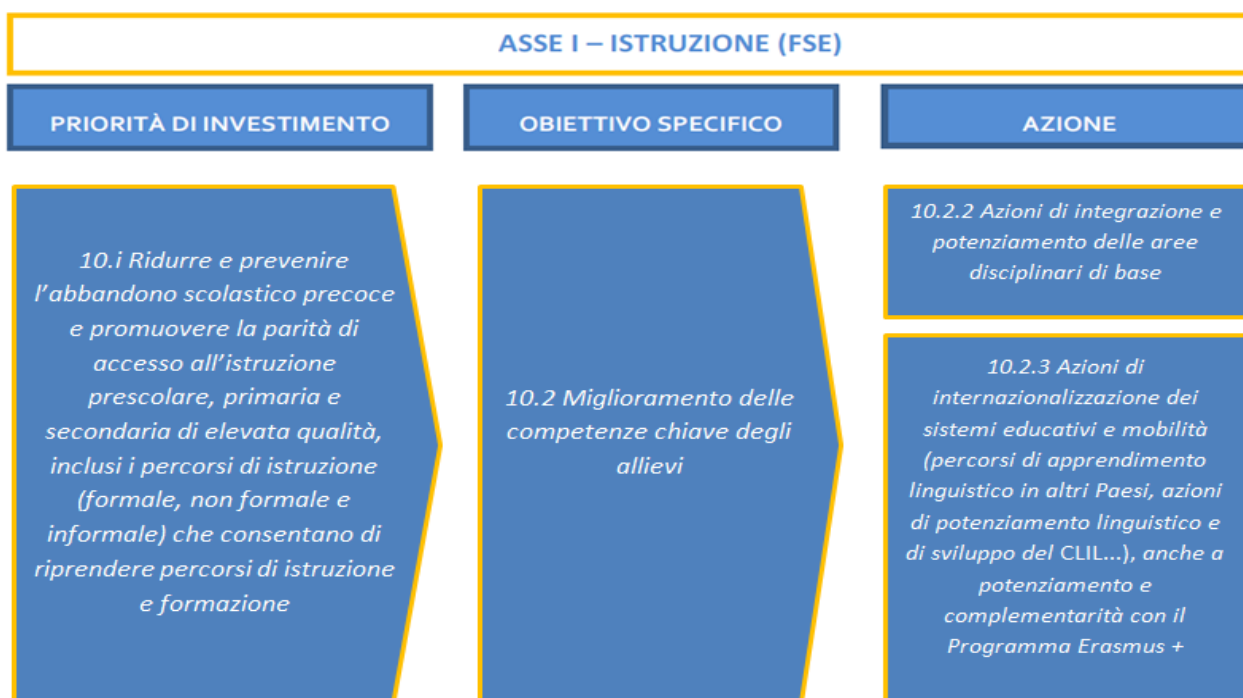 ASSE I – ISTRUZIONE (FSE)
PRIORITÀ DI INVESTIMENTO
OBIETTIVO SPECIFICO
AZIONE
10.i Ridurre e prevenire
l’abbandono scolastico precoce
e promuovere la parità di
accesso all’istruzione
prescolare, primaria e
secondaria di elevata qualità,
inclusi i percorsi di istruzione
(formale, non formale e
informale) che consentano di
riprendere percorsi di istruzione
e formazione
10.2 Miglioramento delle
competenze chiave degli
allievi
10.2.2 Azioni di integrazione e
potenziamento delle aree
disciplinari di base
10.2.3 Azioni di
internazionalizzazione dei
sistemi educativi e mobilità
(percorsi di apprendimento
linguistico in altri Paesi, azioni
di potenziamento linguistico e
di sviluppo del CLIL...), anche a
potenziamento e
complementarità con il
Programma Erasmus +